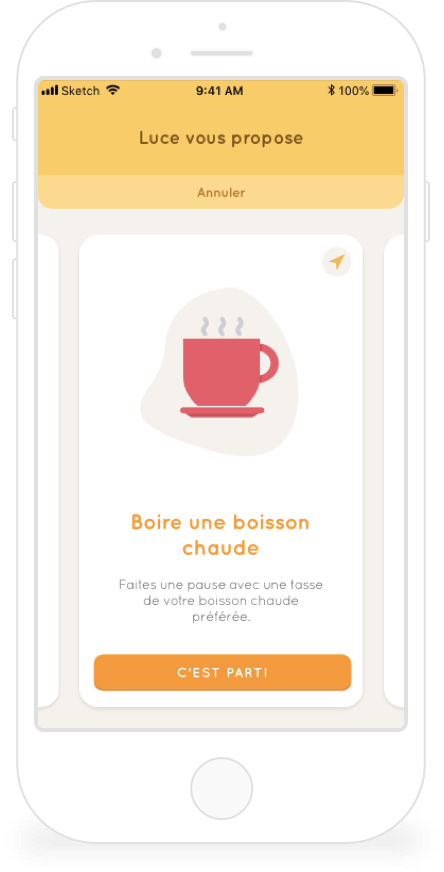 Sketch 9:41 AM 100%
Luce vous propose
Annuler
Boire une boisson
chaude
Faites une pause avec une tasse
de votre boisson chaude
préférée.
C'EST PARTI